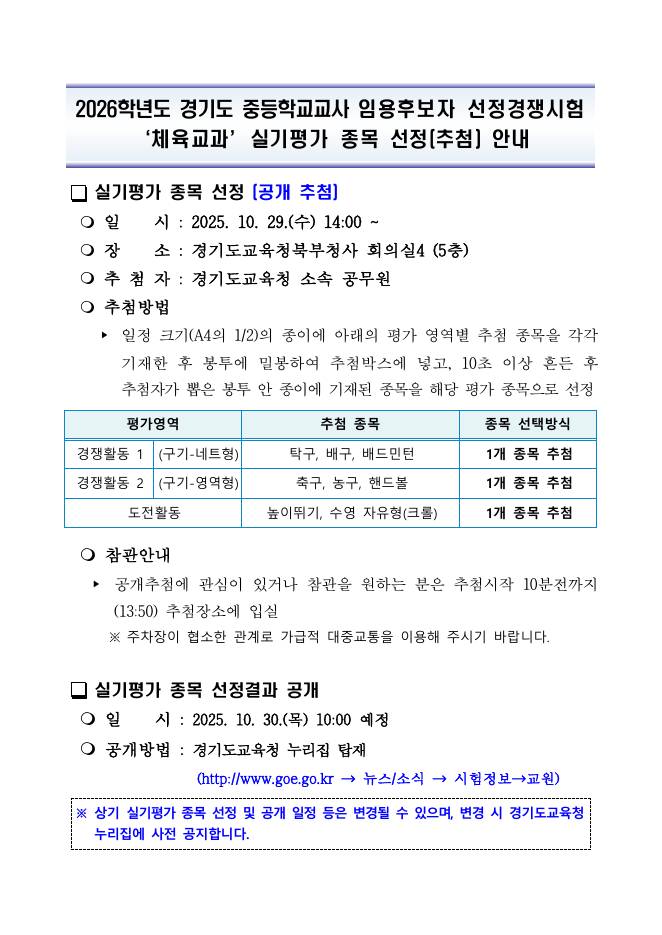 2026학년도 경기도 중등학교교사 임용후보자 선정경쟁시험
‘체육교과’ 실기평가 종목 선정(추첨) 안내
❑ 실기평가 종목 선정 (공개 추첨)
❍ 일 시 : 2025. 10. 29.(수) 14:00 ~
❍ 장 소 : 경기도교육청북부청사 회의실4 (5층)
❍ 추 첨 자 : 경기도교육청 소속 공무원
❍ 추첨방법
▸ 일정 크기(A4의 1/2)의 종이에 아래의 평가 영역별 추첨 종목을 각각
기재한 후 봉투에 밀봉하여 추첨박스에 넣고, 10초 이상 흔든 후
추첨자가 뽑은 봉투 안 종이에 기재된 종목을 해당 평가 종목으로 선정
평가영역 추첨 종목 종목 선택방식
경쟁활동 1 (구기-네트형) 탁구, 배구, 배드민턴 1개 종목 추첨
경쟁활동 2 (구기-영역형) 축구, 농구, 핸드볼 1개 종목 추첨
도전활동 높이뛰기, 수영 자유형(크롤) 1개 종목 추첨
❍ 참관안내
▸ 공개추첨에 관심이 있거나 참관을 원하는 분은 추첨시작 10분전까지
(13:50) 추첨장소에 입실
※ 주차장이 협소한 관계로 가급적 대중교통을 이용해 주시기 바랍니다.
❑ 실기평가 종목 선정결과 공개
❍ 일 시 : 2025. 10. 30.(목) 10:00 예정
❍ 공개방법 : 경기도교육청 누리집 탑재
(http://www.goe.go.kr → 뉴스/소식 → 시험정보→교원)
※ 상기 실기평가 종목 선정 및 공개 일정 등은 변경될 수 있으며, 변경 시 경기도교육청
누리집에 사전 공지합니다.